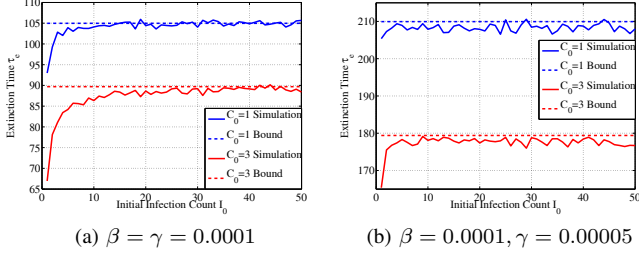 115
110
105
100
95
90
85
80
75
70
65
0
10
20
30
40
50
Extinction Time τe
Initial Infection Count I0
C0=1 Simulation
C0=1 Bound
C0=3 Simulation
C0=3 Bound
(a) β = γ = 0.0001
210
200
190
180
170
0
10
20
30
40
50
Extinction Time τe
Initial Infection Count I0
C0=1 Simulation
C0=1 Bound
C0=3 Simulation
C0=3 Bound
(b) β = 0.0001, γ = 0.00005